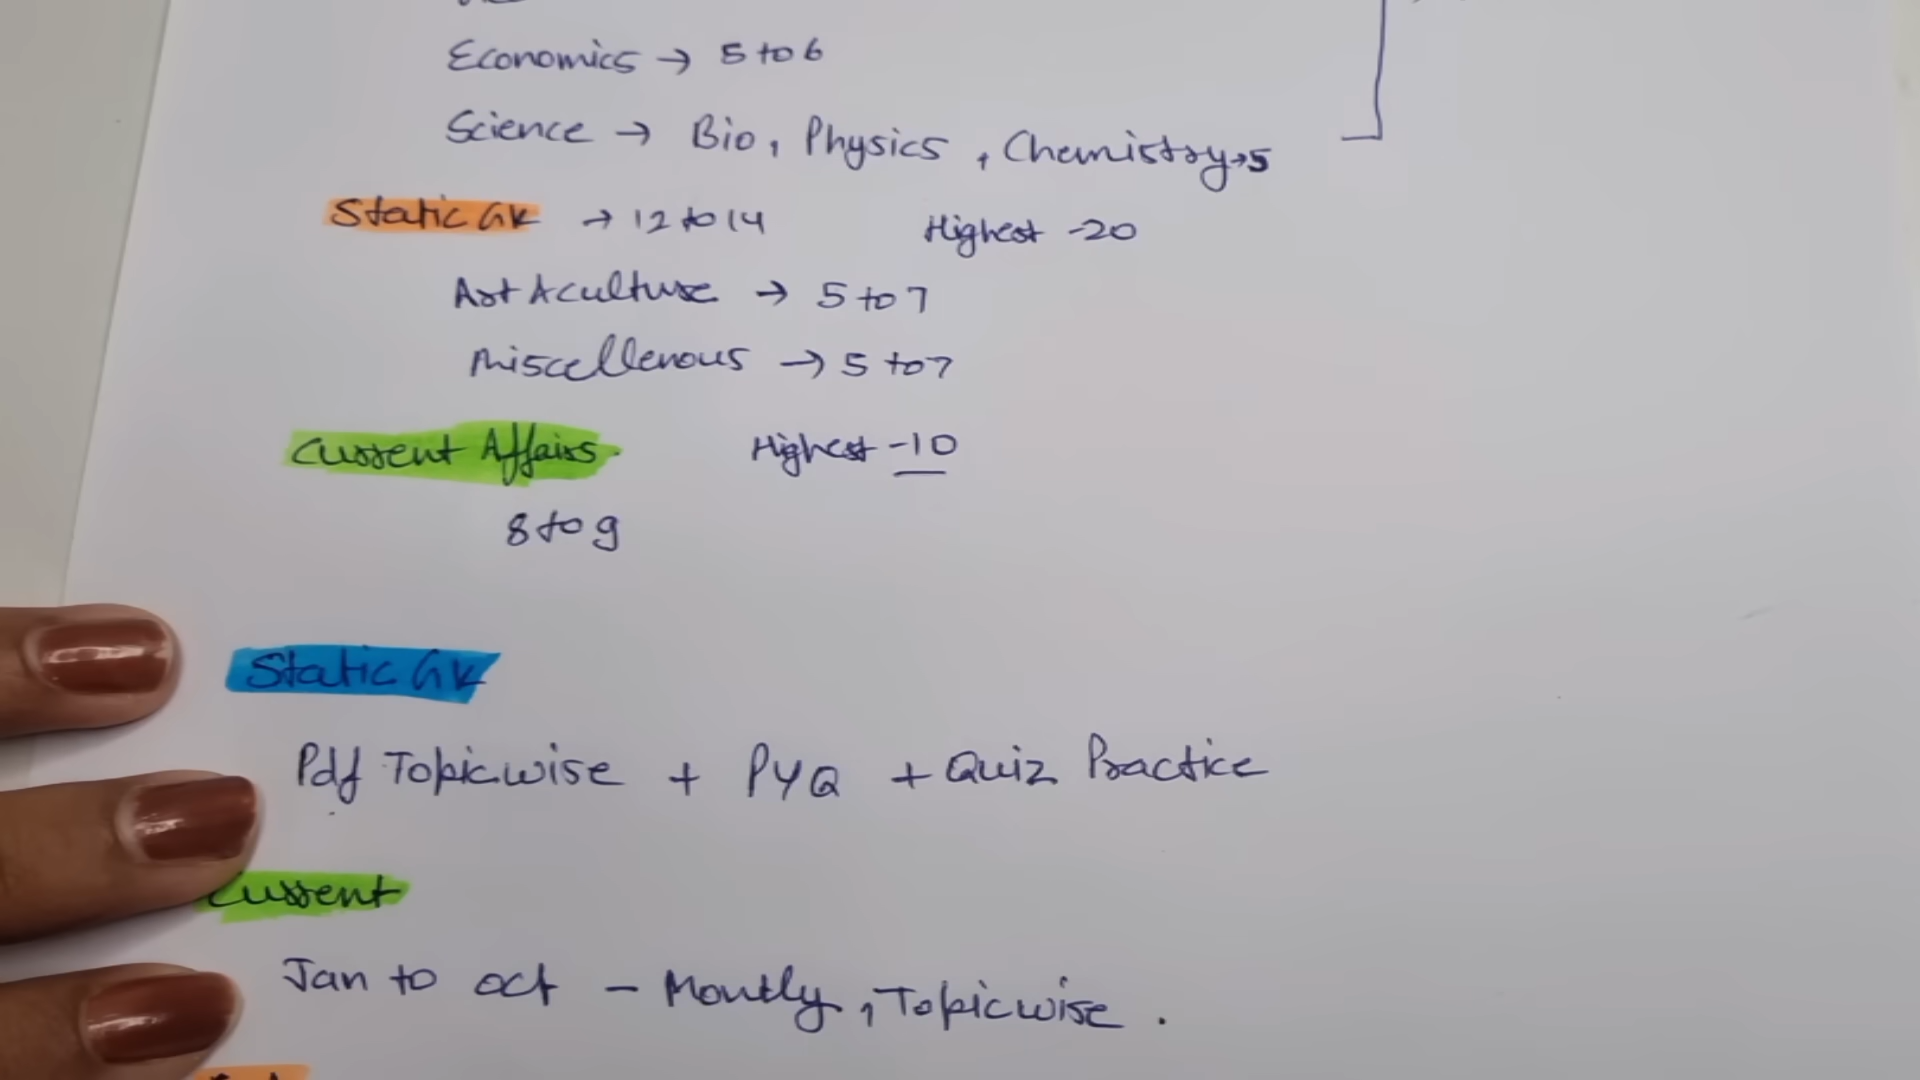 Economics → 5 to 6
Science → Bio, Physics, Chemistry→5
Static GK → 12 to 14 Highest -20
Art & Culture → 5 to 7
Miscellenous → 5 to 7
Current Affairs. Highest -10
8 to 9
Static GK
Pdf Topicwise + PYQ + Quiz Practice
Current
Jan to oct - Montly, Topicwise.